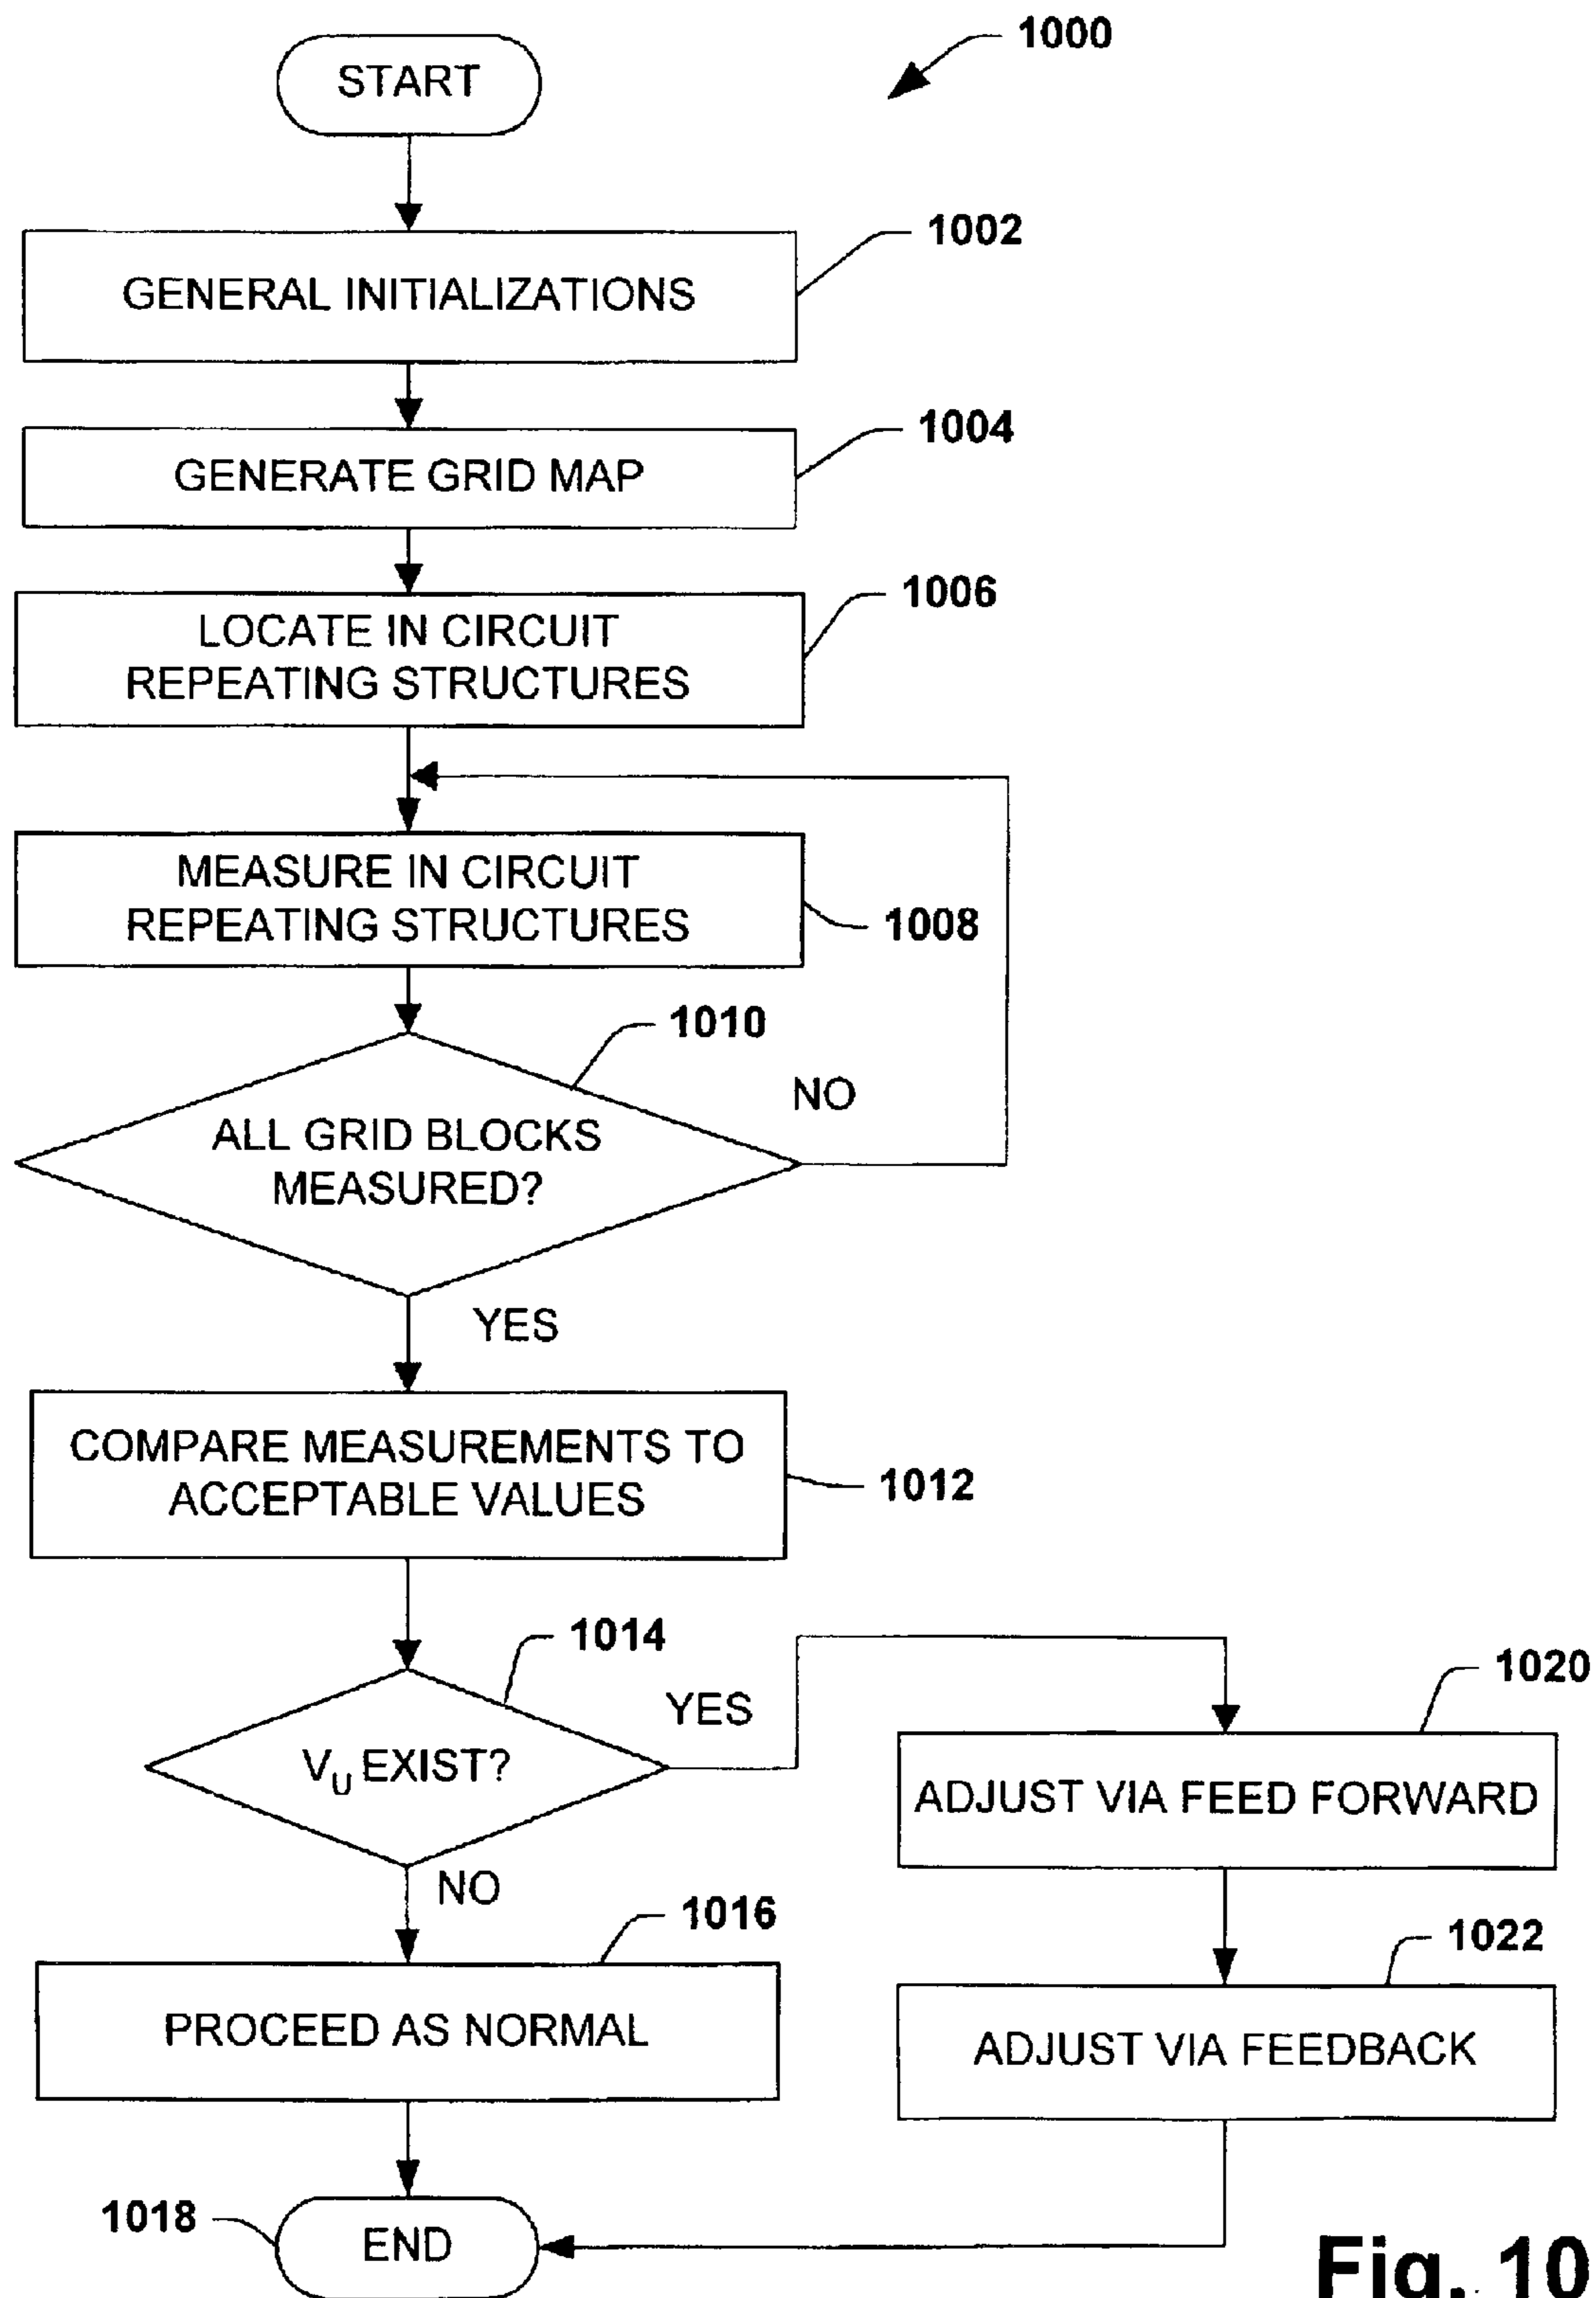 1000
START
1002
GENERAL INITIALIZATIONS
1004
GENERATE GRID MAP
1006
LOCATE IN CIRCUIT
REPEATING STRUCTURES
MEASURE IN CIRCUIT
REPEATING STRUCTURES
1008
1010
NO
ALL GRID BLOCKS
MEASURED?
YES
COMPARE MEASUREMENTS TO
ACCEPTABLE VALUES
1012
1014
YES
V_U EXIST?
NO
1020
ADJUST VIA FEED FORWARD
1016
PROCEED AS NORMAL
1022
ADJUST VIA FEEDBACK
1018
END
Fig. 10